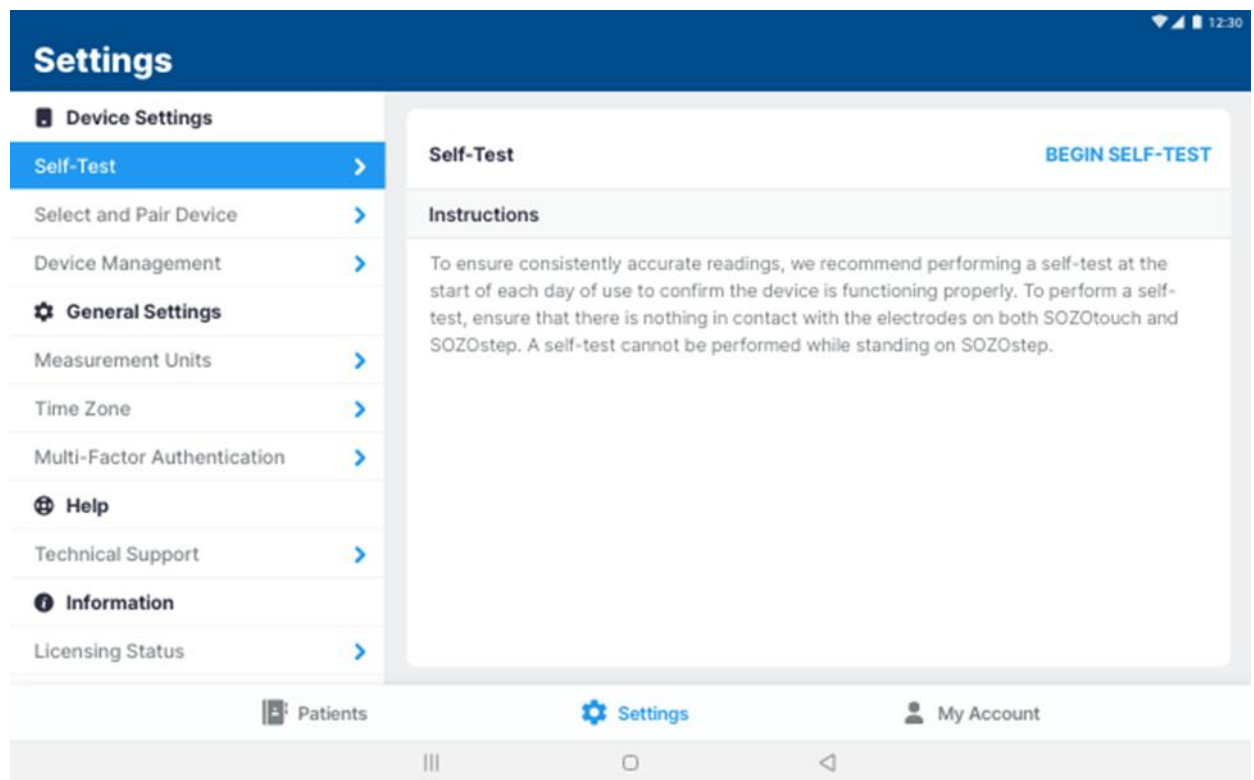 12:30
Settings
Device Settings
Self-Test
Select and Pair Device
Device Management
General Settings
Measurement Units
Time Zone
Multi-Factor Authentication
Help
Technical Support
Information
Licensing Status
Self-Test
BEGIN SELF-TEST
Instructions
To ensure consistently accurate readings, we recommend performing a self-test at the
start of each day of use to confirm the device is functioning properly. To perform a self-
test, ensure that there is nothing in contact with the electrodes on both SOZOtouch and
SOZOstep. A self-test cannot be performed while standing on SOZOstep.
Patients
Settings
My Account